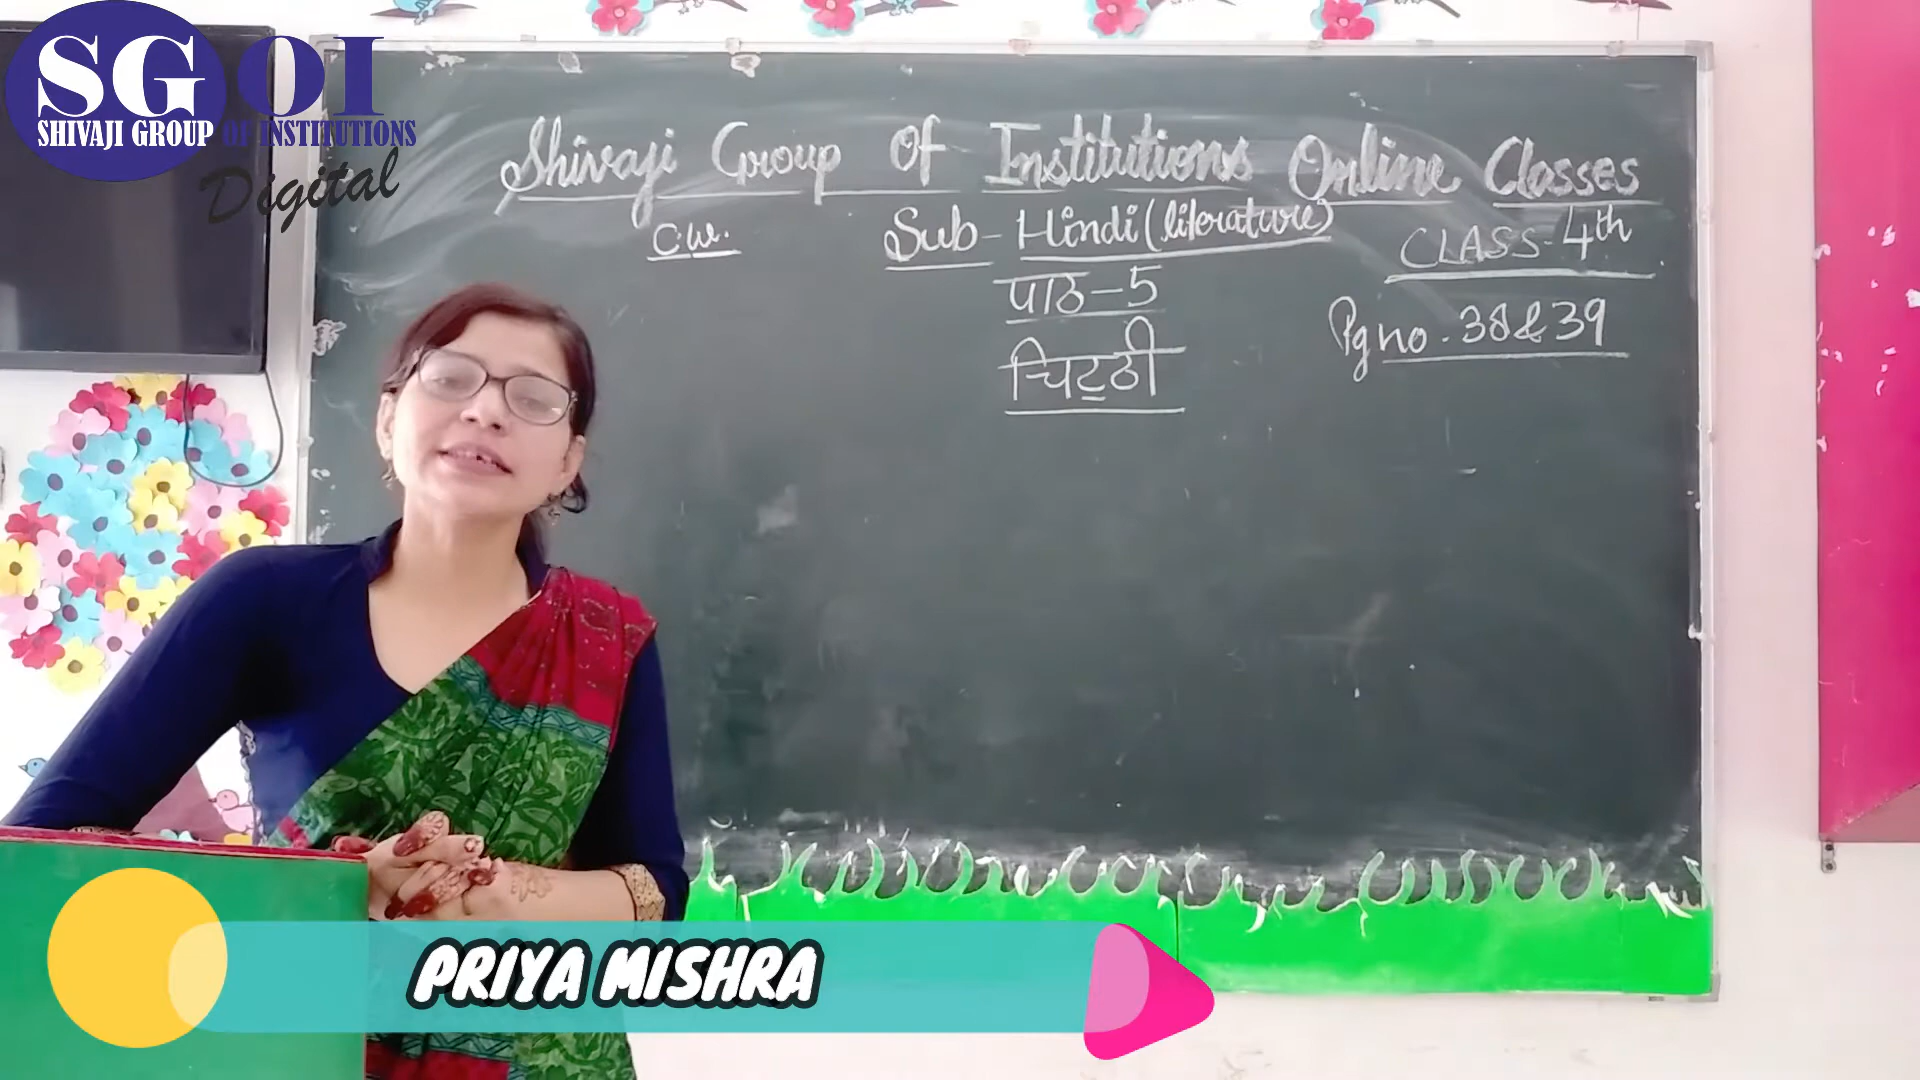 SGOI
SHIVAJI GROUP OF INSTITUTIONS
Digital
Shivaji Group Of Institutions Online Classes
C.W.
Sub- Hindi (literature)
CLASS-4th
पाठ-5
Pg no. 38 & 39
चिट्ठी
PRIYA MISHRA